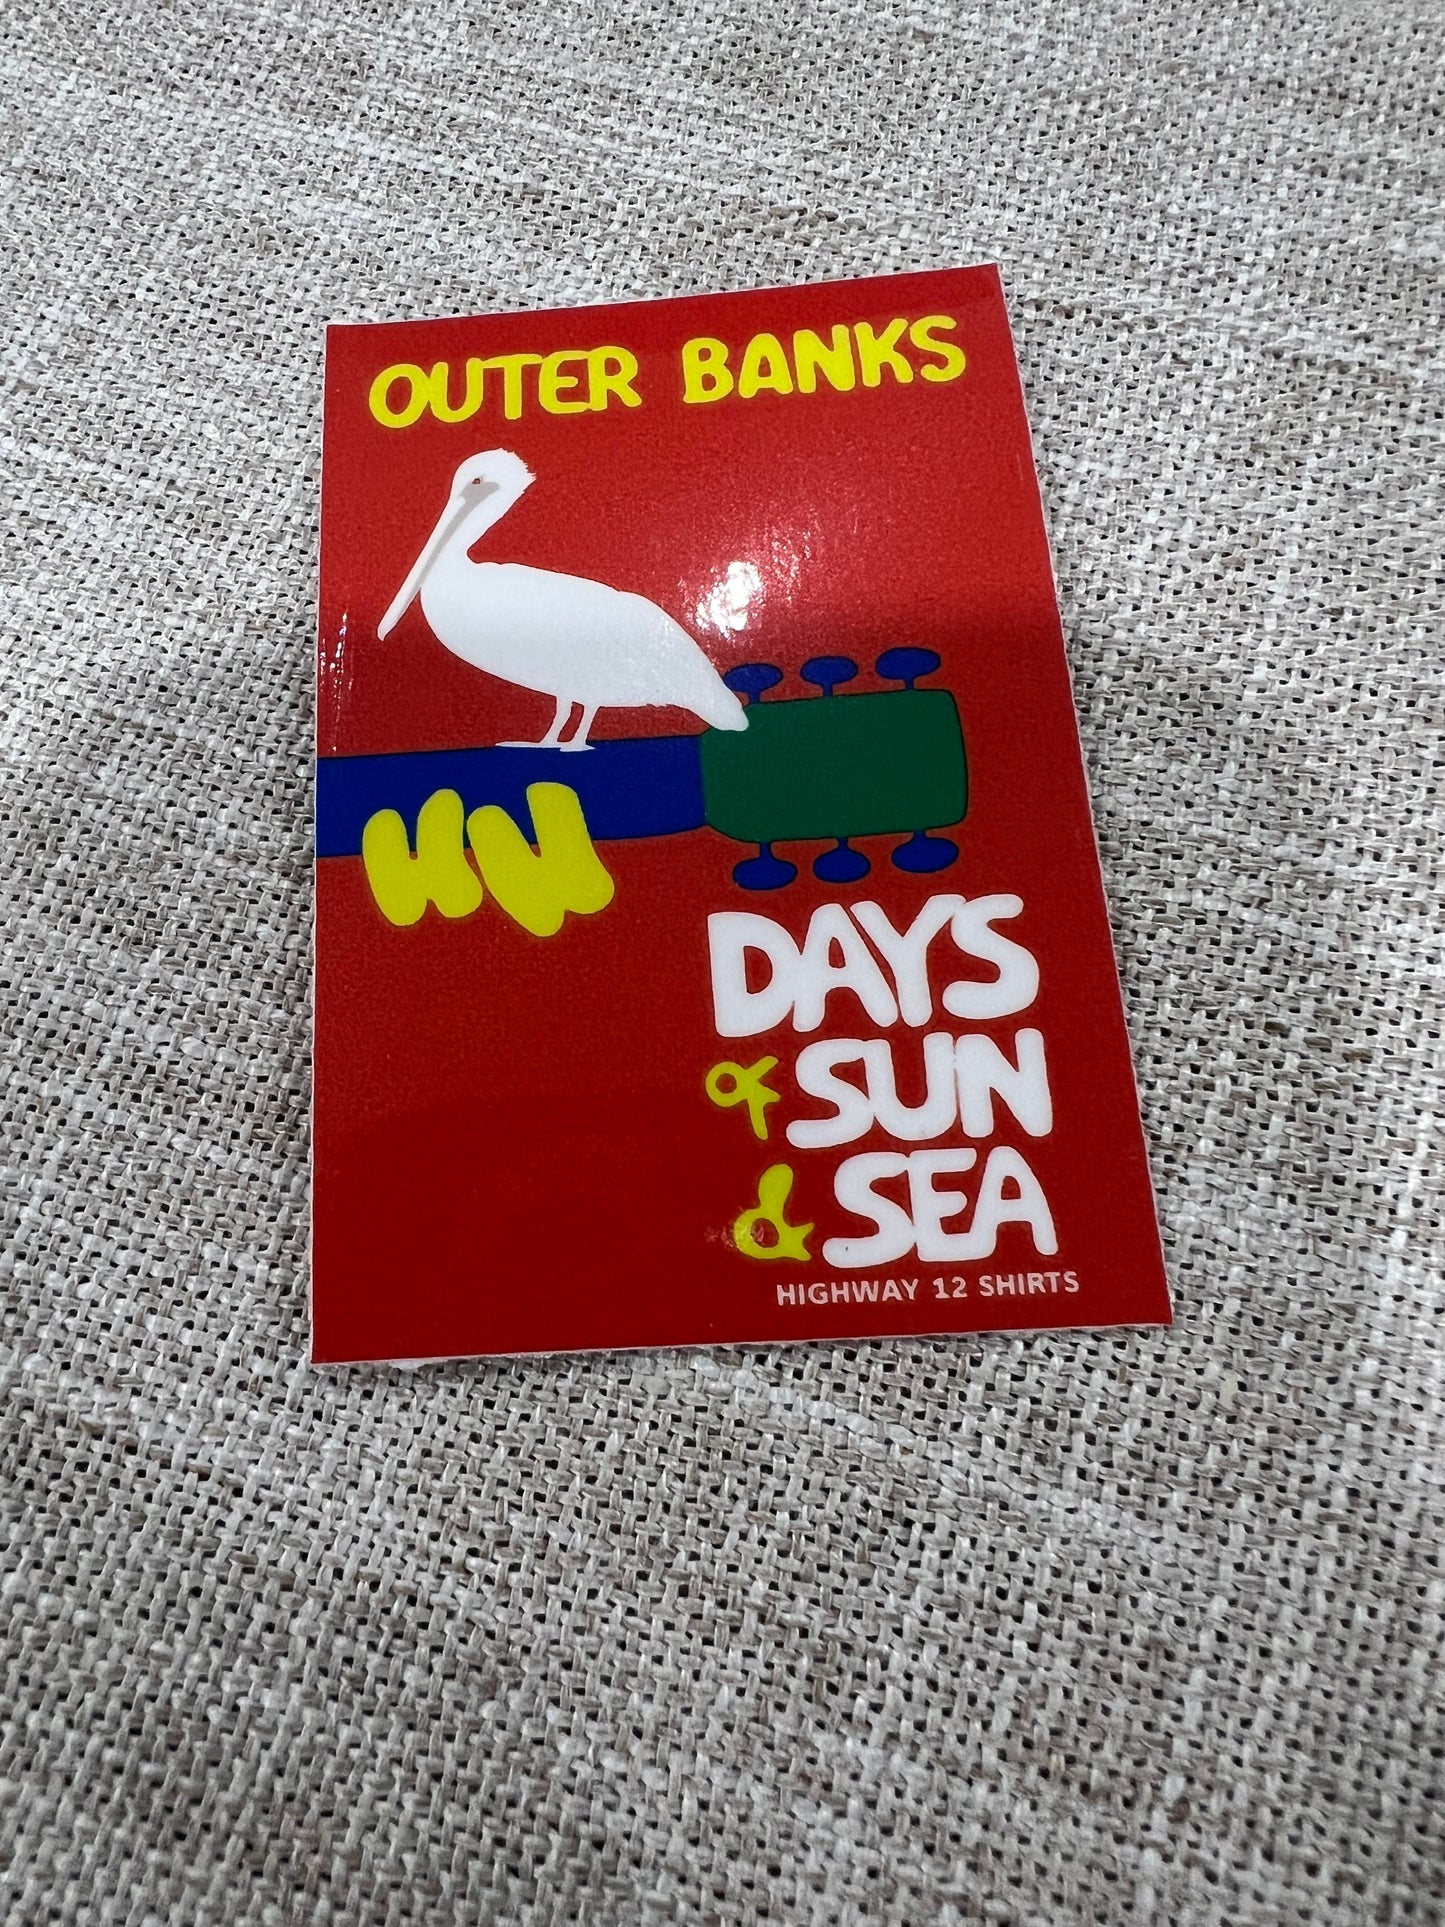 OUTER BANKS
DAYS
of SUN
& SEA
HIGHWAY 12 SHIRTS